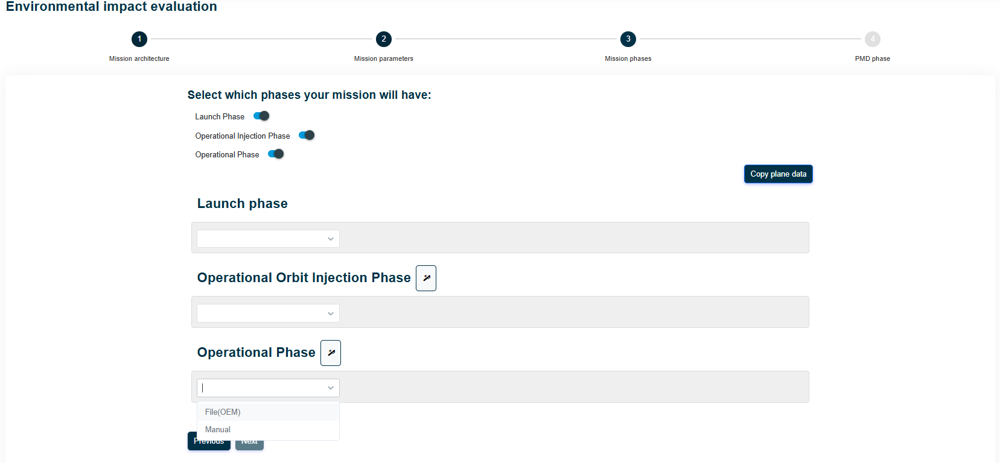 Environmental impact evaluation
1
2
3
4
Mission architecture
Mission parameters
Mission phases
PMD phase
Select which phases your mission will have:
Launch Phase
Operational Injection Phase
Operational Phase
Copy plane data
Launch phase
Operational Orbit Injection Phase
Operational Phase
File(OEM)
Manual
Previous
Next